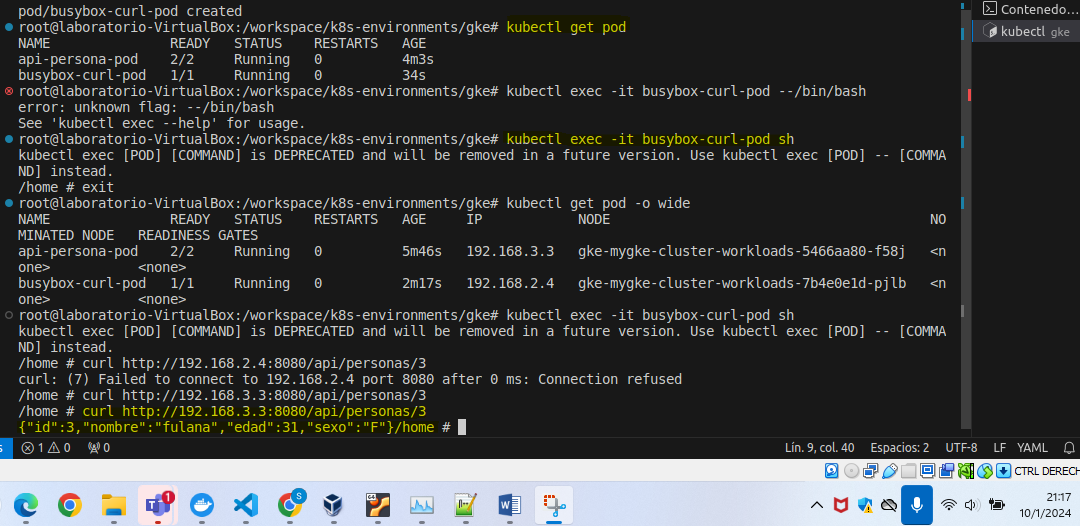 pod/busybox-curl-pod created
root@laboratorio-VirtualBox:/workspace/k8s-environments/gke# kubectl get pod
NAME READY STATUS RESTARTS AGE
api-persona-pod 2/2 Running 0 4m3s
busybox-curl-pod 1/1 Running 0 34s
root@laboratorio-VirtualBox:/workspace/k8s-environments/gke# kubectl exec -it busybox-curl-pod --/bin/bash
error: unknown flag: --/bin/bash
See 'kubectl exec --help' for usage.
root@laboratorio-VirtualBox:/workspace/k8s-environments/gke# kubectl exec -it busybox-curl-pod sh
kubectl exec [POD] [COMMAND] is DEPRECATED and will be removed in a future version. Use kubectl exec [POD] -- [COMMA
ND] instead.
/home # exit
root@laboratorio-VirtualBox:/workspace/k8s-environments/gke# kubectl get pod -o wide
NAME READY STATUS RESTARTS AGE IP NODE NO
MINATED NODE READINESS GATES
api-persona-pod 2/2 Running 0 5m46s 192.168.3.3 gke-mygke-cluster-workloads-5466aa80-f58j <n
one> <none>
busybox-curl-pod 1/1 Running 0 2m17s 192.168.2.4 gke-mygke-cluster-workloads-7b4e0e1d-pjlb <n
one> <none>
root@laboratorio-VirtualBox:/workspace/k8s-environments/gke# kubectl exec -it busybox-curl-pod sh
kubectl exec [POD] [COMMAND] is DEPRECATED and will be removed in a future version. Use kubectl exec [POD] -- [COMMA
ND] instead.
/home # curl http://192.168.2.4:8080/api/personas/3
curl: (7) Failed to connect to 192.168.2.4 port 8080 after 0 ms: Connection refused
/home # curl http://192.168.3.3:8080/api/personas/3
/home # curl http://192.168.3.3:8080/api/personas/3
{"id":3,"nombre":"fulana","edad":31,"sexo":"F"}/home #
Contenedo...
kubectl gke
1 0 0
Lín. 9, col. 40 Espacios: 2 UTF-8 LF YAML
CTRL DERECH
1
S
21:17
10/1/2024